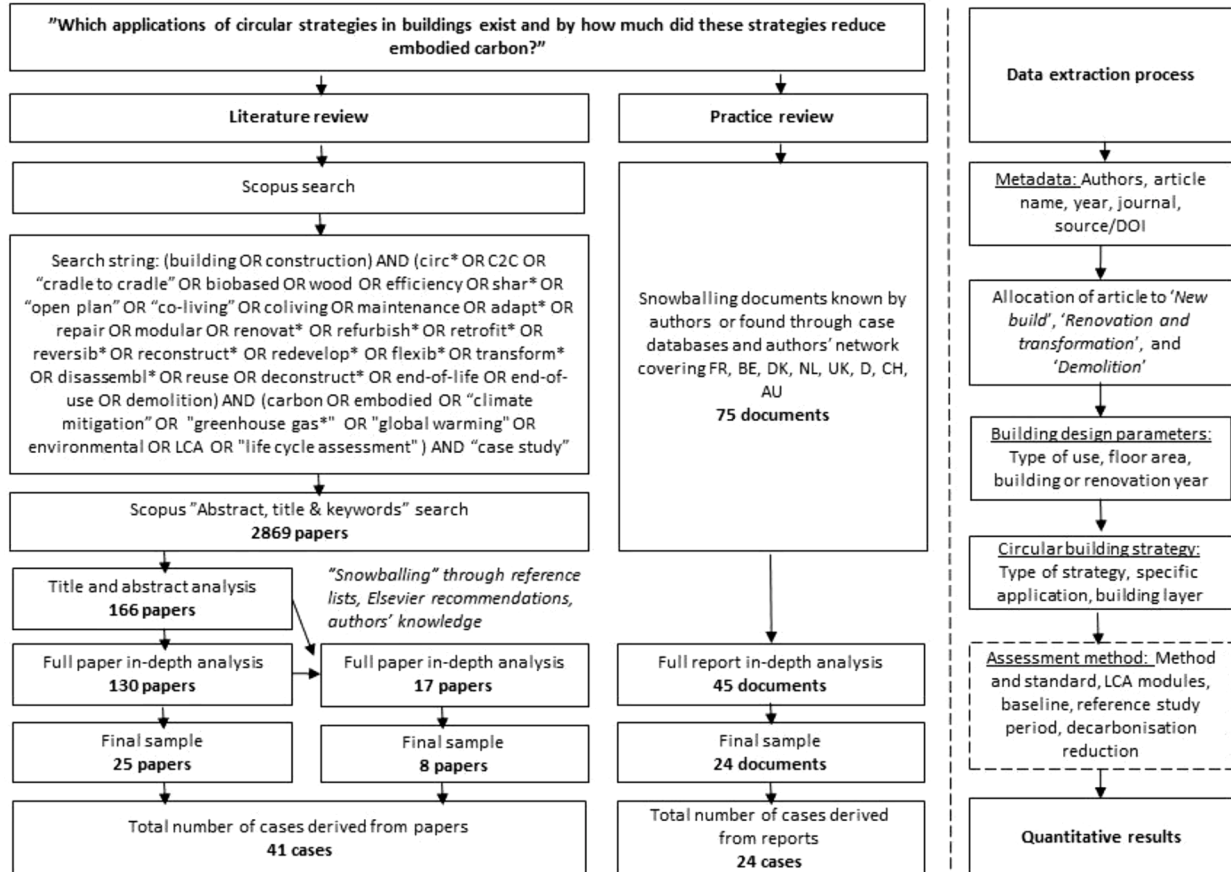 ”Which applications of circular strategies in buildings exist and by how much did these strategies reduce
embodied carbon?”
Literature review
Scopus search
Search string: (building OR construction) AND (circ* OR C2C OR
“cradle to cradle” OR biobased OR wood OR efficiency OR shar* OR
“open plan” OR “co-living” OR coliving OR maintenance OR adapt* OR
repair OR modular OR renovat* OR refurbish* OR retrofit* OR
reversib* OR reconstruct* OR redevelop* OR flexib* OR transform*
OR disassembl* OR reuse OR deconstruct* OR end-of-life OR end-of-
use OR demolition) AND (carbon OR embodied OR “climate
mitigation” OR "greenhouse gas*" OR "global warming" OR
environmental OR LCA OR "life cycle assessment" ) AND “case study”
Scopus ”Abstract, title & keywords” search
2869 papers
Title and abstract analysis
166 papers
”Snowballing” through reference
lists, Elsevier recommendations,
authors’ knowledge
Full paper in-depth analysis
130 papers
Full paper in-depth analysis
17 papers
Final sample
25 papers
Final sample
8 papers
Total number of cases derived from papers
41 cases
Practice review
Snowballing documents known by
authors or found through case
databases and authors’ network
covering FR, BE, DK, NL, UK, D, CH,
AU
75 documents
Full report in-depth analysis
45 documents
Final sample
24 documents
Total number of cases derived
from reports
24 cases
Data extraction process
Metadata: Authors, article
name, year, journal,
source/DOI
Allocation of article to ‘New
build’, ‘Renovation and
transformation’, and
‘Demolition’
Building design parameters:
Type of use, floor area,
building or renovation year
Circular building strategy:
Type of strategy, specific
application, building layer
Assessment method: Method
and standard, LCA modules,
baseline, reference study
period, decarbonisation
reduction
Quantitative results